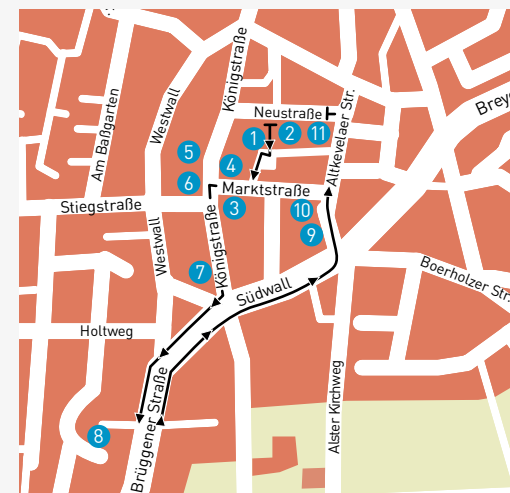 Am Baßgarten
Westwall
Königstraße
Neustraße
Altkevelaer Str.
Brey
1
2
11
5
4
6
Marktstraße
Stiegstraße
3
10
9
Westwall
Königstraße
7
Südwall
Boerholzer Str.
Holtweg
Brüggener Straße
Alster Kirchweg
8